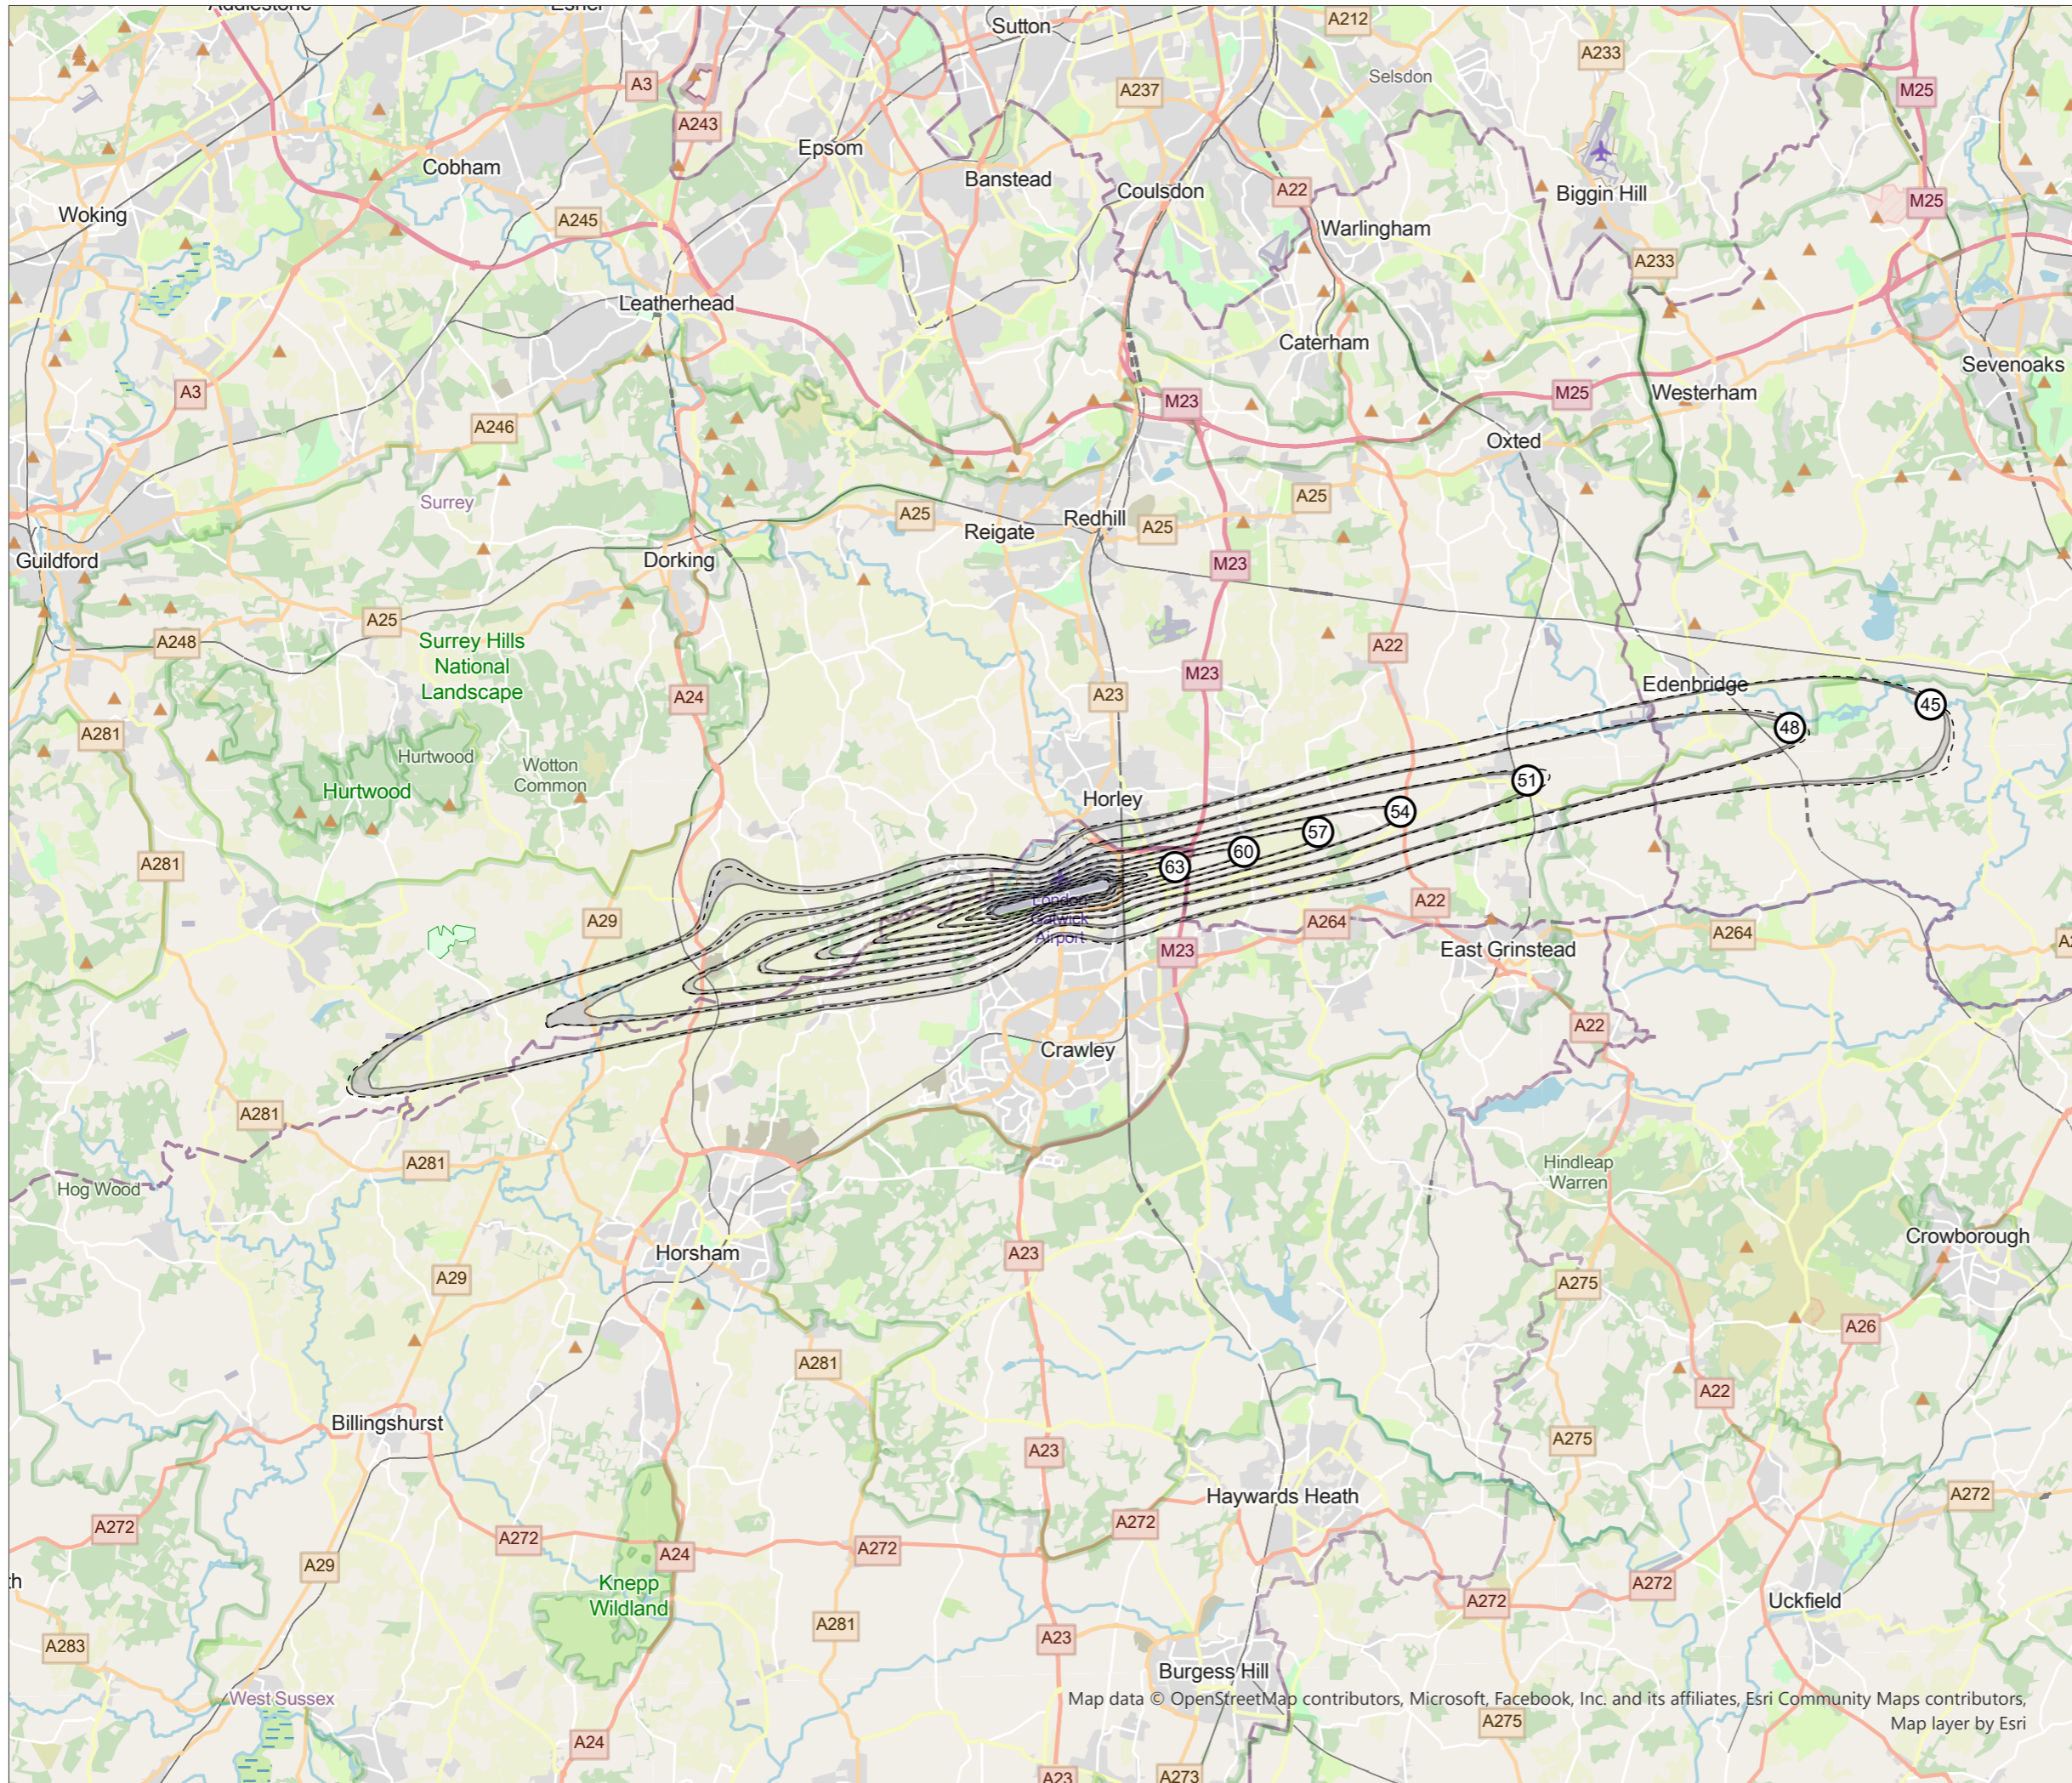 Addlestone
Esher
Sutton
A212
A233
Selsdon
A3
A237
M25
A243
Epsom
Cobham
Banstead
Coulsdon
A22
Biggin Hill
M25
Woking
A245
Warlingham
A233
Leatherhead
Caterham
Sevenoaks
A3
M23
M25
Westerham
A246
Oxted
Surrey
A25
A25
Reigate
Redhill
A25
Guildford
Dorking
M23
A25
A248
Surrey Hills
National
Landscape
A22
M23
Edenbridge
A24
A23
45
A281
48
Hurtwood
Wotton
Common
Hurtwood
51
Horley
54
57
60
63
A281
London
Gatwick
Airport
A29
A22
A264
A264
M23
East Grinstead
A22
Crawley
A281
A281
Hindleap
Warren
Hog Wood
Horsham
A23
Crowborough
A29
A275
A26
A281
A22
Billingshurst
A23
A275
Haywards Heath
A272
A272
A272
A272
A272
A24
A29
Knepp
Wildland
A272
A272
Uckfield
A281
A23
A283
Burgess Hill
West Sussex
Map data © OpenStreetMap contributors, Microsoft, Facebook, Inc. and its affiliates, Esri Community Maps contributors,
Map layer by Esri
A275
A24
A23
A273